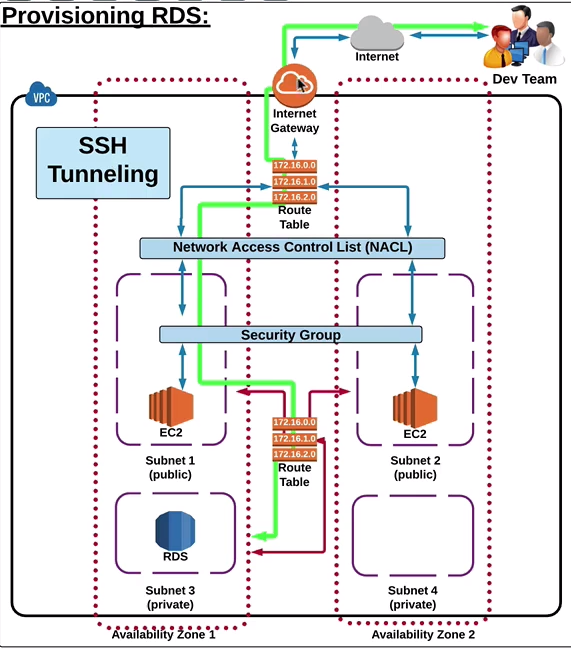 Provisioning RDS:
Internet
Dev Team
VPC
Internet
Gateway
SSH
Tunneling
172.16.0.0
172.16.1.0
172.16.2.0
Route
Table
Network Access Control List (NACL)
Security Group
EC2
EC2
172.16.0.0
172.16.1.0
172.16.2.0
Route
Table
Subnet 1
(public)
Subnet 2
(public)
RDS
Subnet 3
(private)
Subnet 4
(private)
Availability Zone 1
Availability Zone 2